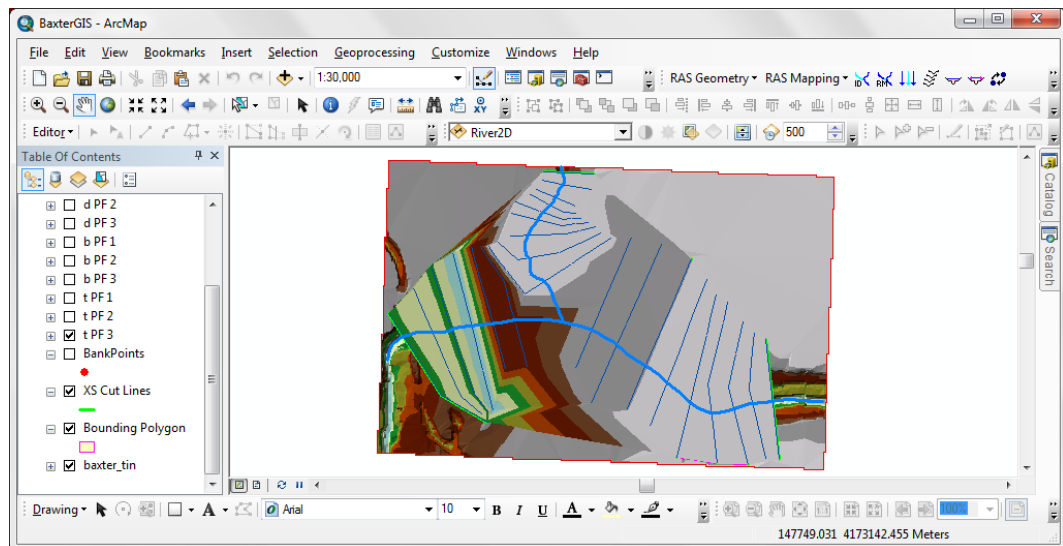 BaxterGIS - ArcMap
File Edit View Bookmarks Insert Selection Geoprocessing Customize Windows Help
1:30,000 RAS Geometry RAS Mapping ID RPK
Editor River2D 500
Table Of Contents
d PF 2
d PF 3
b PF 1
b PF 2
b PF 3
t PF 1
t PF 2
t PF 3
BankPoints
XS Cut Lines
Bounding Polygon
baxter_tin
Catalog
Search
Drawing A Arial 10 B I U A 100%
147749.031 4173142.455 Meters